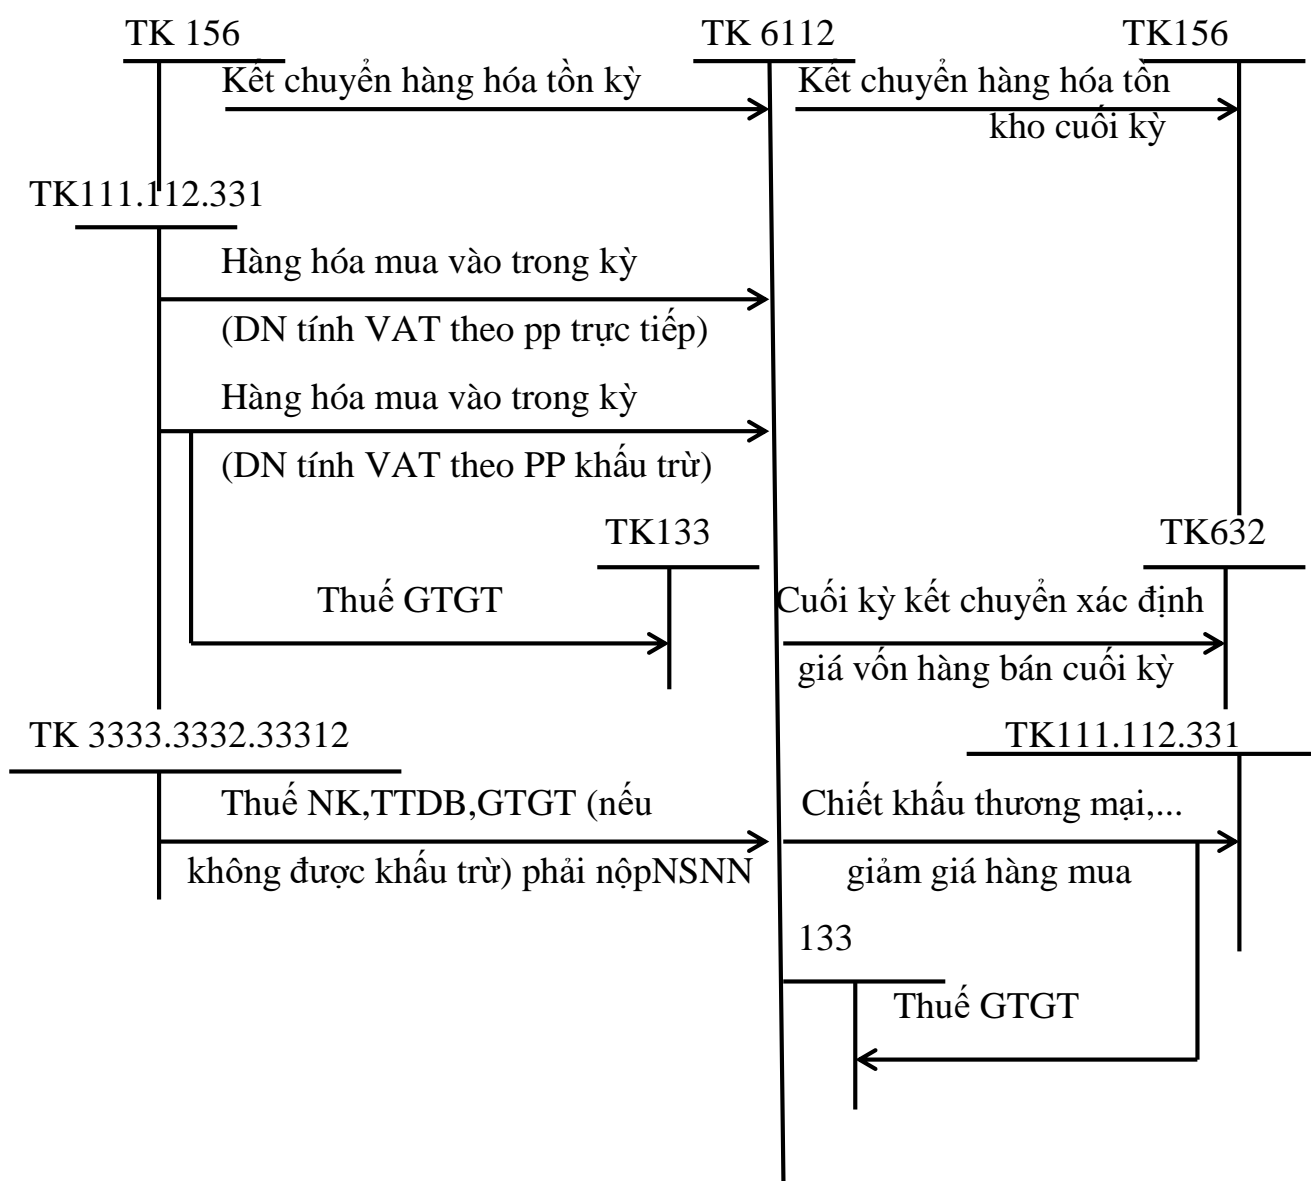 TK 156
TK 6112
TK156
Kết chuyển hàng hóa tồn kỳ
Kết chuyển hàng hóa tồn
kho cuối kỳ
TK111.112.331
Hàng hóa mua vào trong kỳ
(DN tính VAT theo pp trực tiếp)
Hàng hóa mua vào trong kỳ
(DN tính VAT theo PP khấu trừ)
TK133
TK632
Thuế GTGT
Cuối kỳ kết chuyển xác định
giá vốn hàng bán cuối kỳ
TK 3333.3332.33312
TK111.112.331
Thuế NK,TTDB,GTGT (nếu
không được khấu trừ) phải nộpNSNN
Chiết khấu thương mại,...
giảm giá hàng mua
133
Thuế GTGT